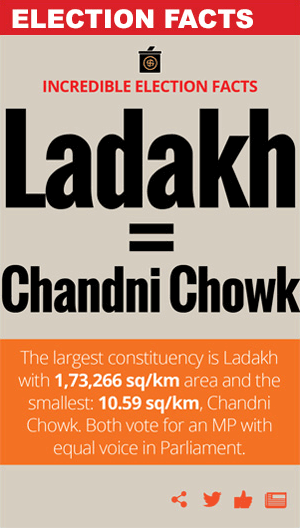 ELECTION FACTS
INCREDIBLE ELECTION FACTS
Ladakh
=
Chandni Chowk
The largest constituency is Ladakh
with 1,73,266 sq/km area and the
smallest: 10.59 sq/km, Chandni
Chowk. Both vote for an MP with
equal voice in Parliament.